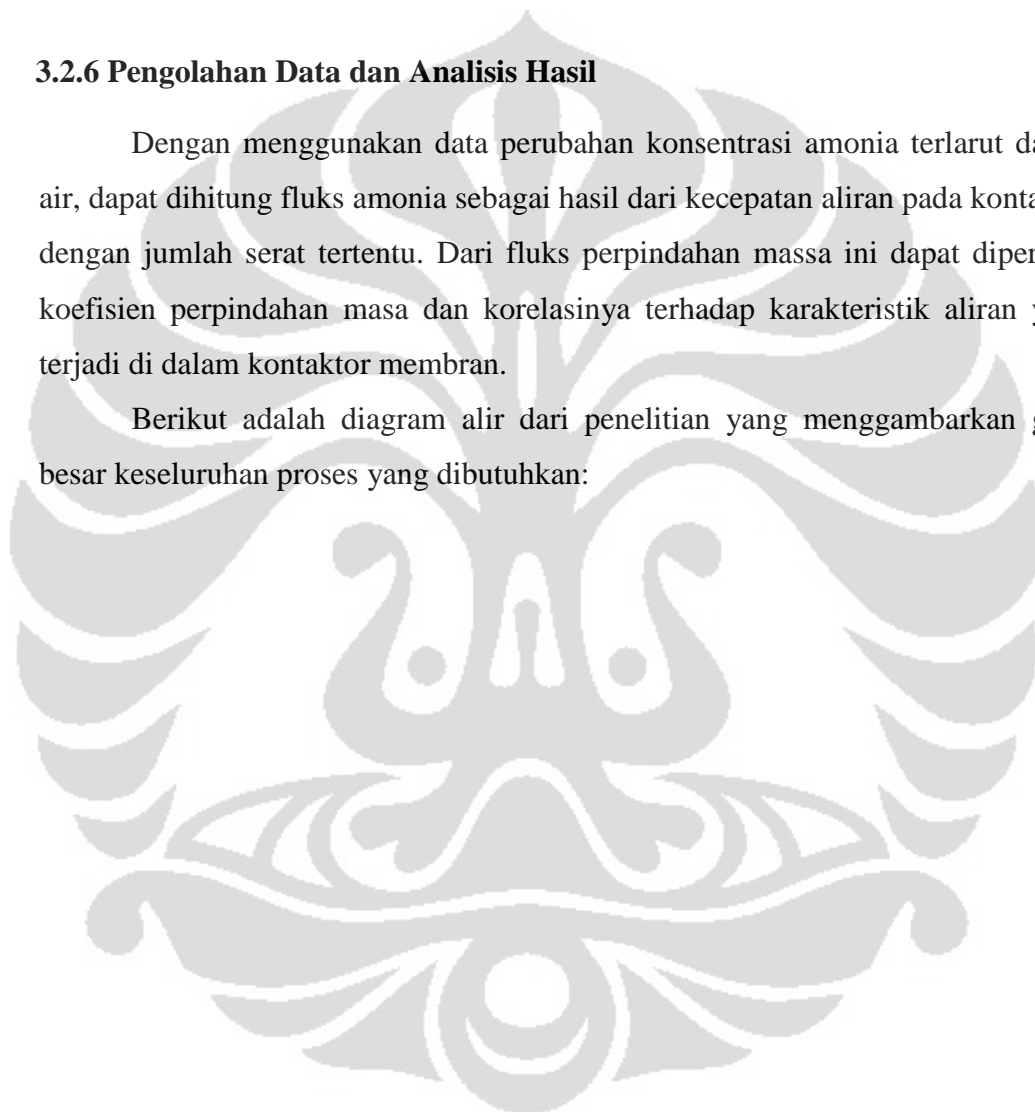 3.2.6 Pengolahan Data dan Analisis Hasil
Dengan menggunakan data perubahan konsentrasi amonia terlarut
air, dapat dihitung fluks amonia sebagai hasil dari kecepatan aliran pada
dengan jumlah serat tertentu. Dari fluks perpindahan massa ini dapat
koefisien perpindahan masa dan korelasinya terhadap karakteristik aliran
terjadi di dalam kontaktor membran.
Berikut adalah diagram alir dari penelitian yang menggambarkan
besar keseluruhan proses yang dibutuhkan: